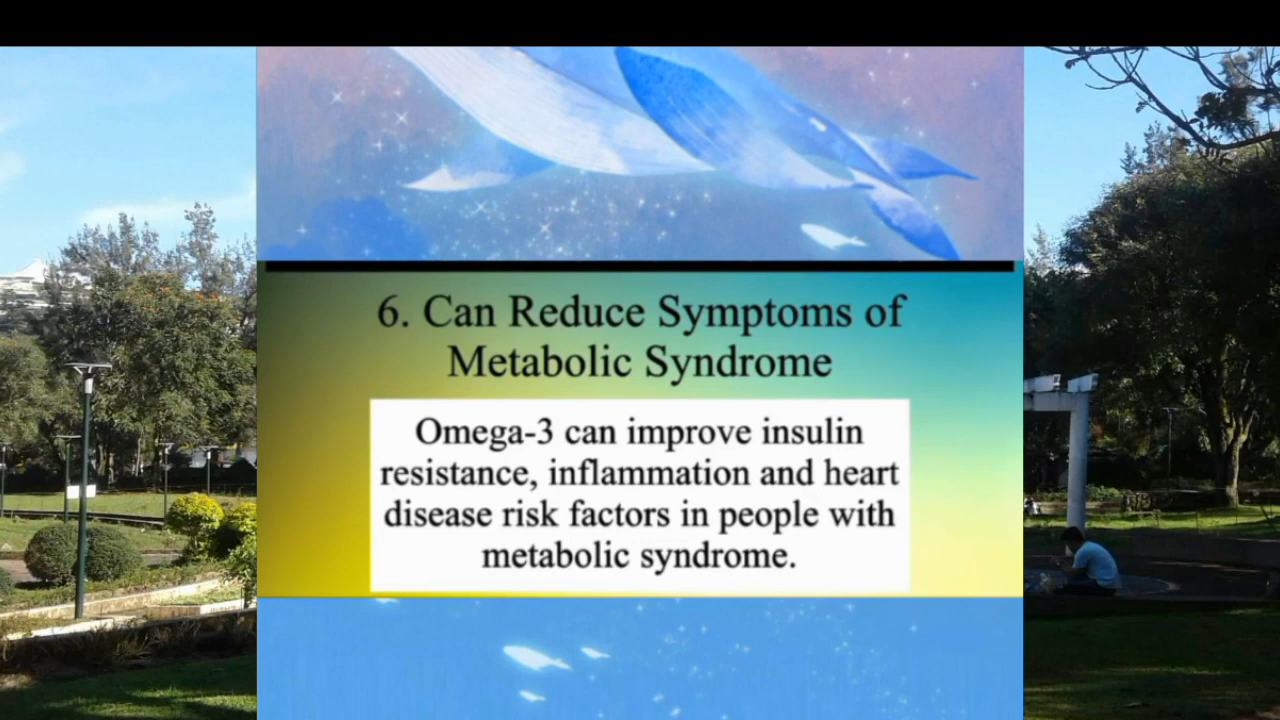 6. Can Reduce Symptoms of
Metabolic Syndrome
Omega-3 can improve insulin
resistance, inflammation and heart
disease risk factors in people with
metabolic syndrome.